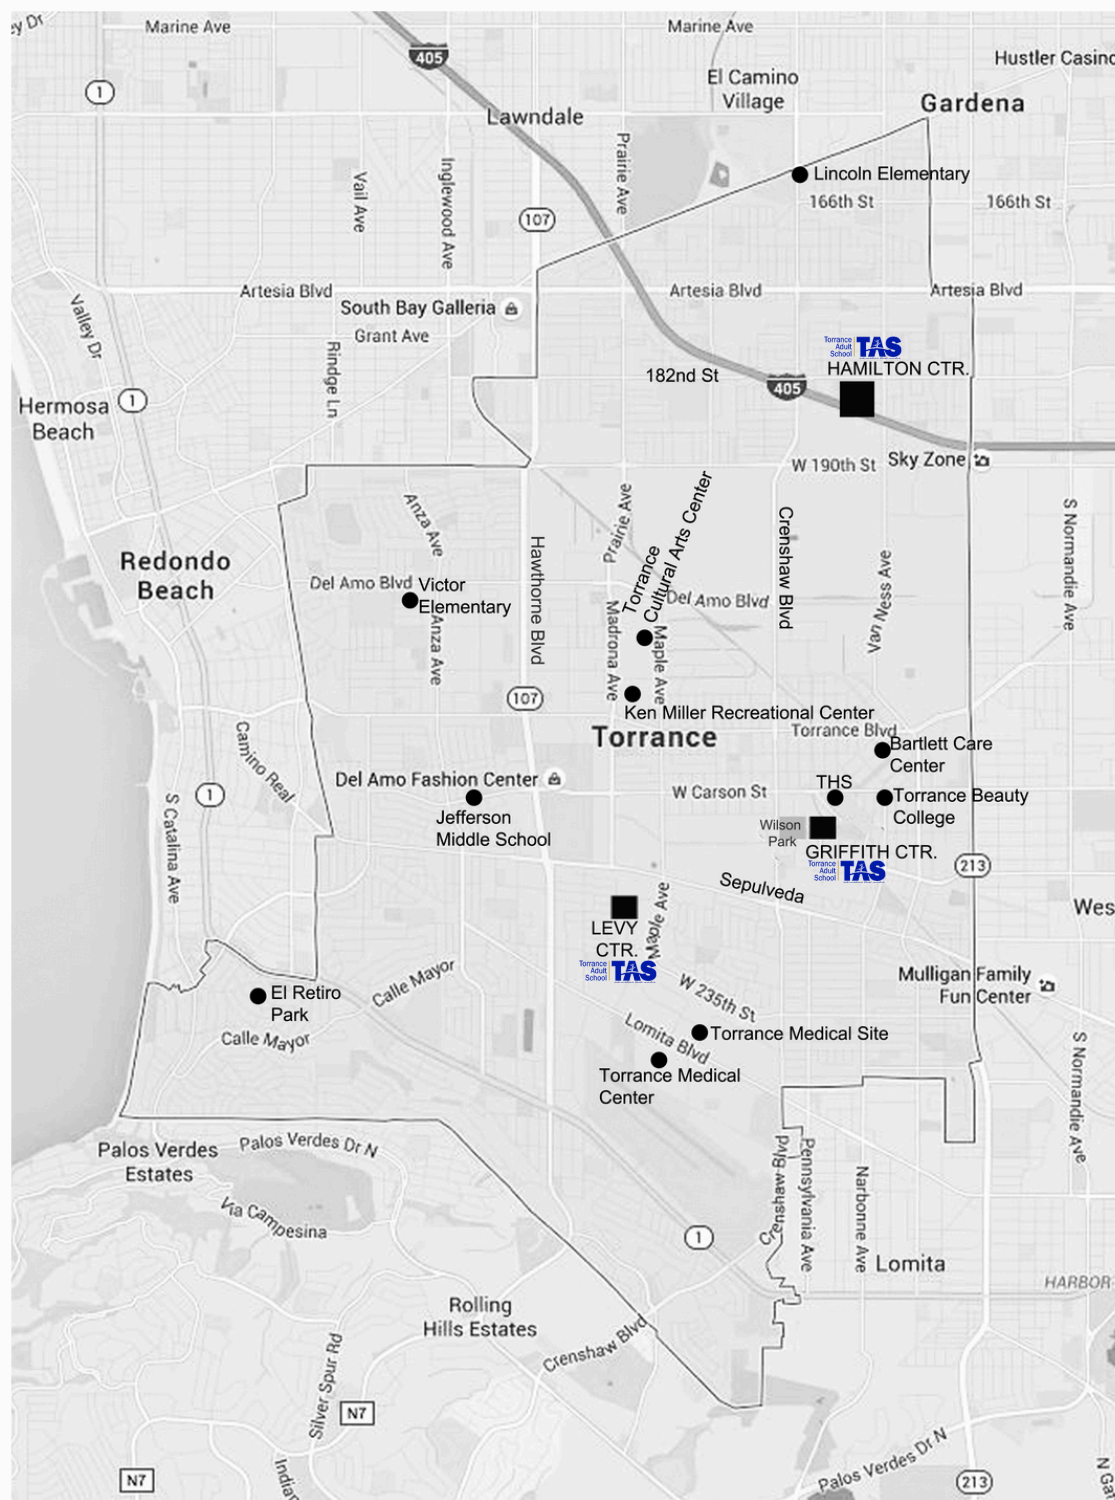 Marine Ave
Marine Ave
405
Hustler Casino
El Camino
Village
1
Gardena
Lawndale
Prairie Ave
Inglewood Ave
Vail Ave
Lincoln Elementary
166th St
166th St
107
Artesia Blvd
Artesia Blvd
Artesia Blvd
Valley Dr
South Bay Galleria
Grant Ave
Rindge Ln
Torrance
Adult
School
TAS
HAMILTON CTR.
182nd St
405
1
Hermosa
Beach
W 190th St
Sky Zone
Anza Ave
Prairie Ave
Torrance
Cultural Arts Center
Crenshaw Blvd
S Normandie Ave
Hawthorne Blvd
Redondo
Beach
Del Amo Blvd
Victor
Elementary
Del Amo Blvd
Van Ness Ave
Anza Ave
Madrona Ave
Maple Ave
107
Ken Miller Recreational Center
Torrance
Torrance Blvd
Bartlett Care
Center
Camino Real
Del Amo Fashion Center
THS
W Carson St
Torrance Beauty
College
1
S Catalina Ave
Jefferson
Middle School
Wilson
Park
GRIFFITH CTR.
Torrance
Adult
School
TAS
213
Sepulveda
Maple Ave
LEVY
CTR.
Torrance
Adult
School
TAS
Wes
Calle Mayor
W 235th St
Mulligan Family
Fun Center
El Retiro
Park
Calle Mayor
Lomita Blvd
Torrance Medical Site
Torrance Medical
Center
S Normandie Ave
Palos Verdes
Estates
Palos Verdes Dr N
Crenshaw Blvd
Pennsylvania Ave
Narbonne Ave
Via Campesina
1
Lomita
HARBOR
Rolling
Hills Estates
Crenshaw Blvd
Silver Spur Rd
N7
N7
Palos Verdes Dr N
213